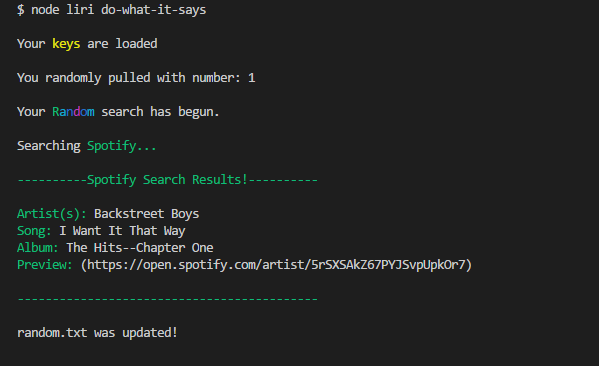 $ node liri do-what-it-says
Your keys are loaded
You randomly pulled with number: 1
Your Random search has begun.
Searching Spotify...
----------Spotify Search Results!----------
Artist(s): Backstreet Boys
Song: I Want It That Way
Album: The Hits--Chapter One
Preview: (https://open.spotify.com/artist/5rSXSAkZ67PYJSvpUpkOr7)
-------------------------------------------
random.txt was updated!